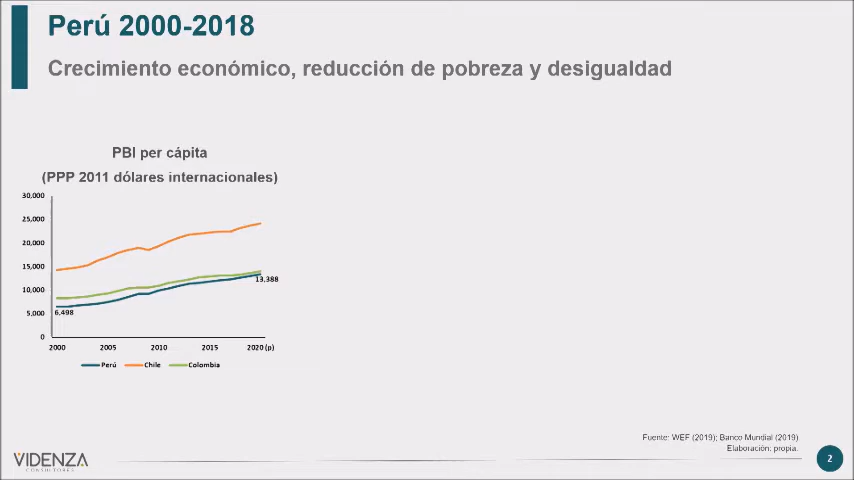 Perú 2000-2018
Crecimiento económico, reducción de pobreza y desigualdad
PBI per cápita
(PPP 2011 dólares internacionales)
30,000
25,000
20,000
15,000
10,000
5,000
0
13,388
6,498
2000 2005 2010 2015 2020 (p)
Perú Chile Colombia
Fuente: WEF (2019); Banco Mundial (2019)
Elaboración: propia.
VIDENZA
CONSULTORES
2